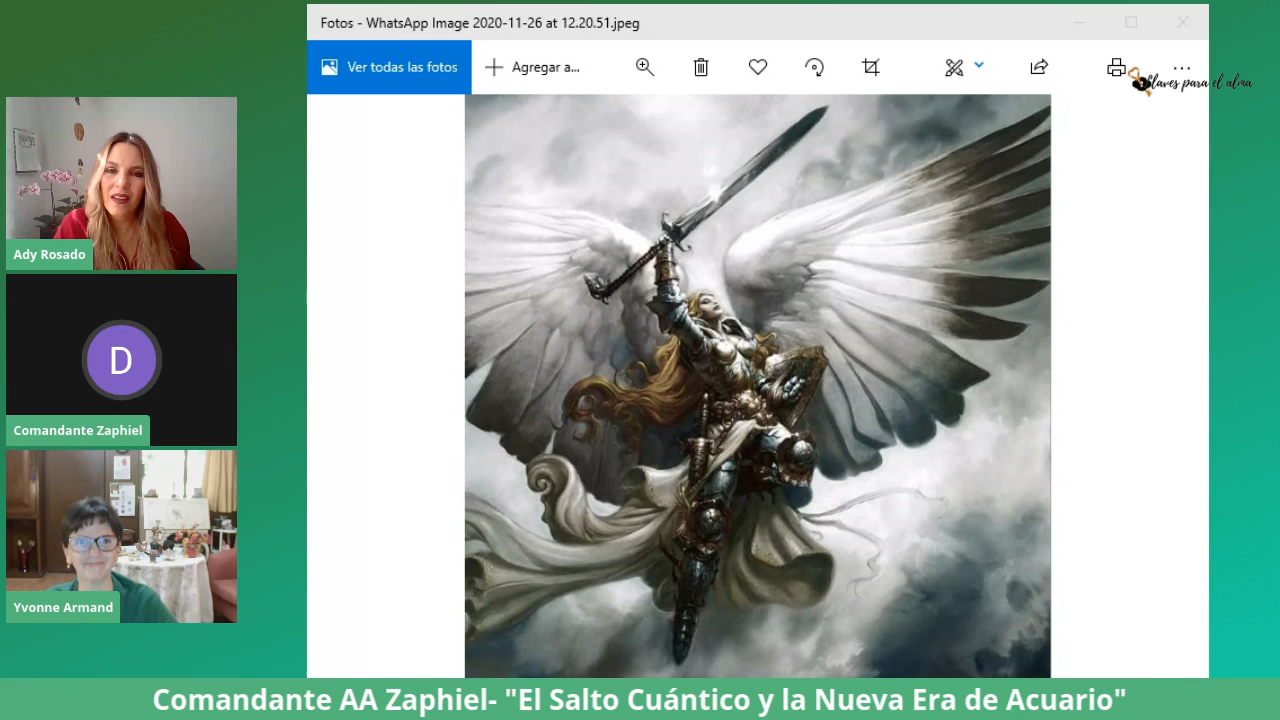 Fotos - WhatsApp Image 2020-11-26 at 12.20.51.jpeg
Ver todas las fotos
Agregar a...
Claves para el alma
Ady Rosado
D
Comandante Zaphiel
Yvonne Armand
Comandante AA Zaphiel- "El Salto Cuántico y la Nueva Era de Acuario"